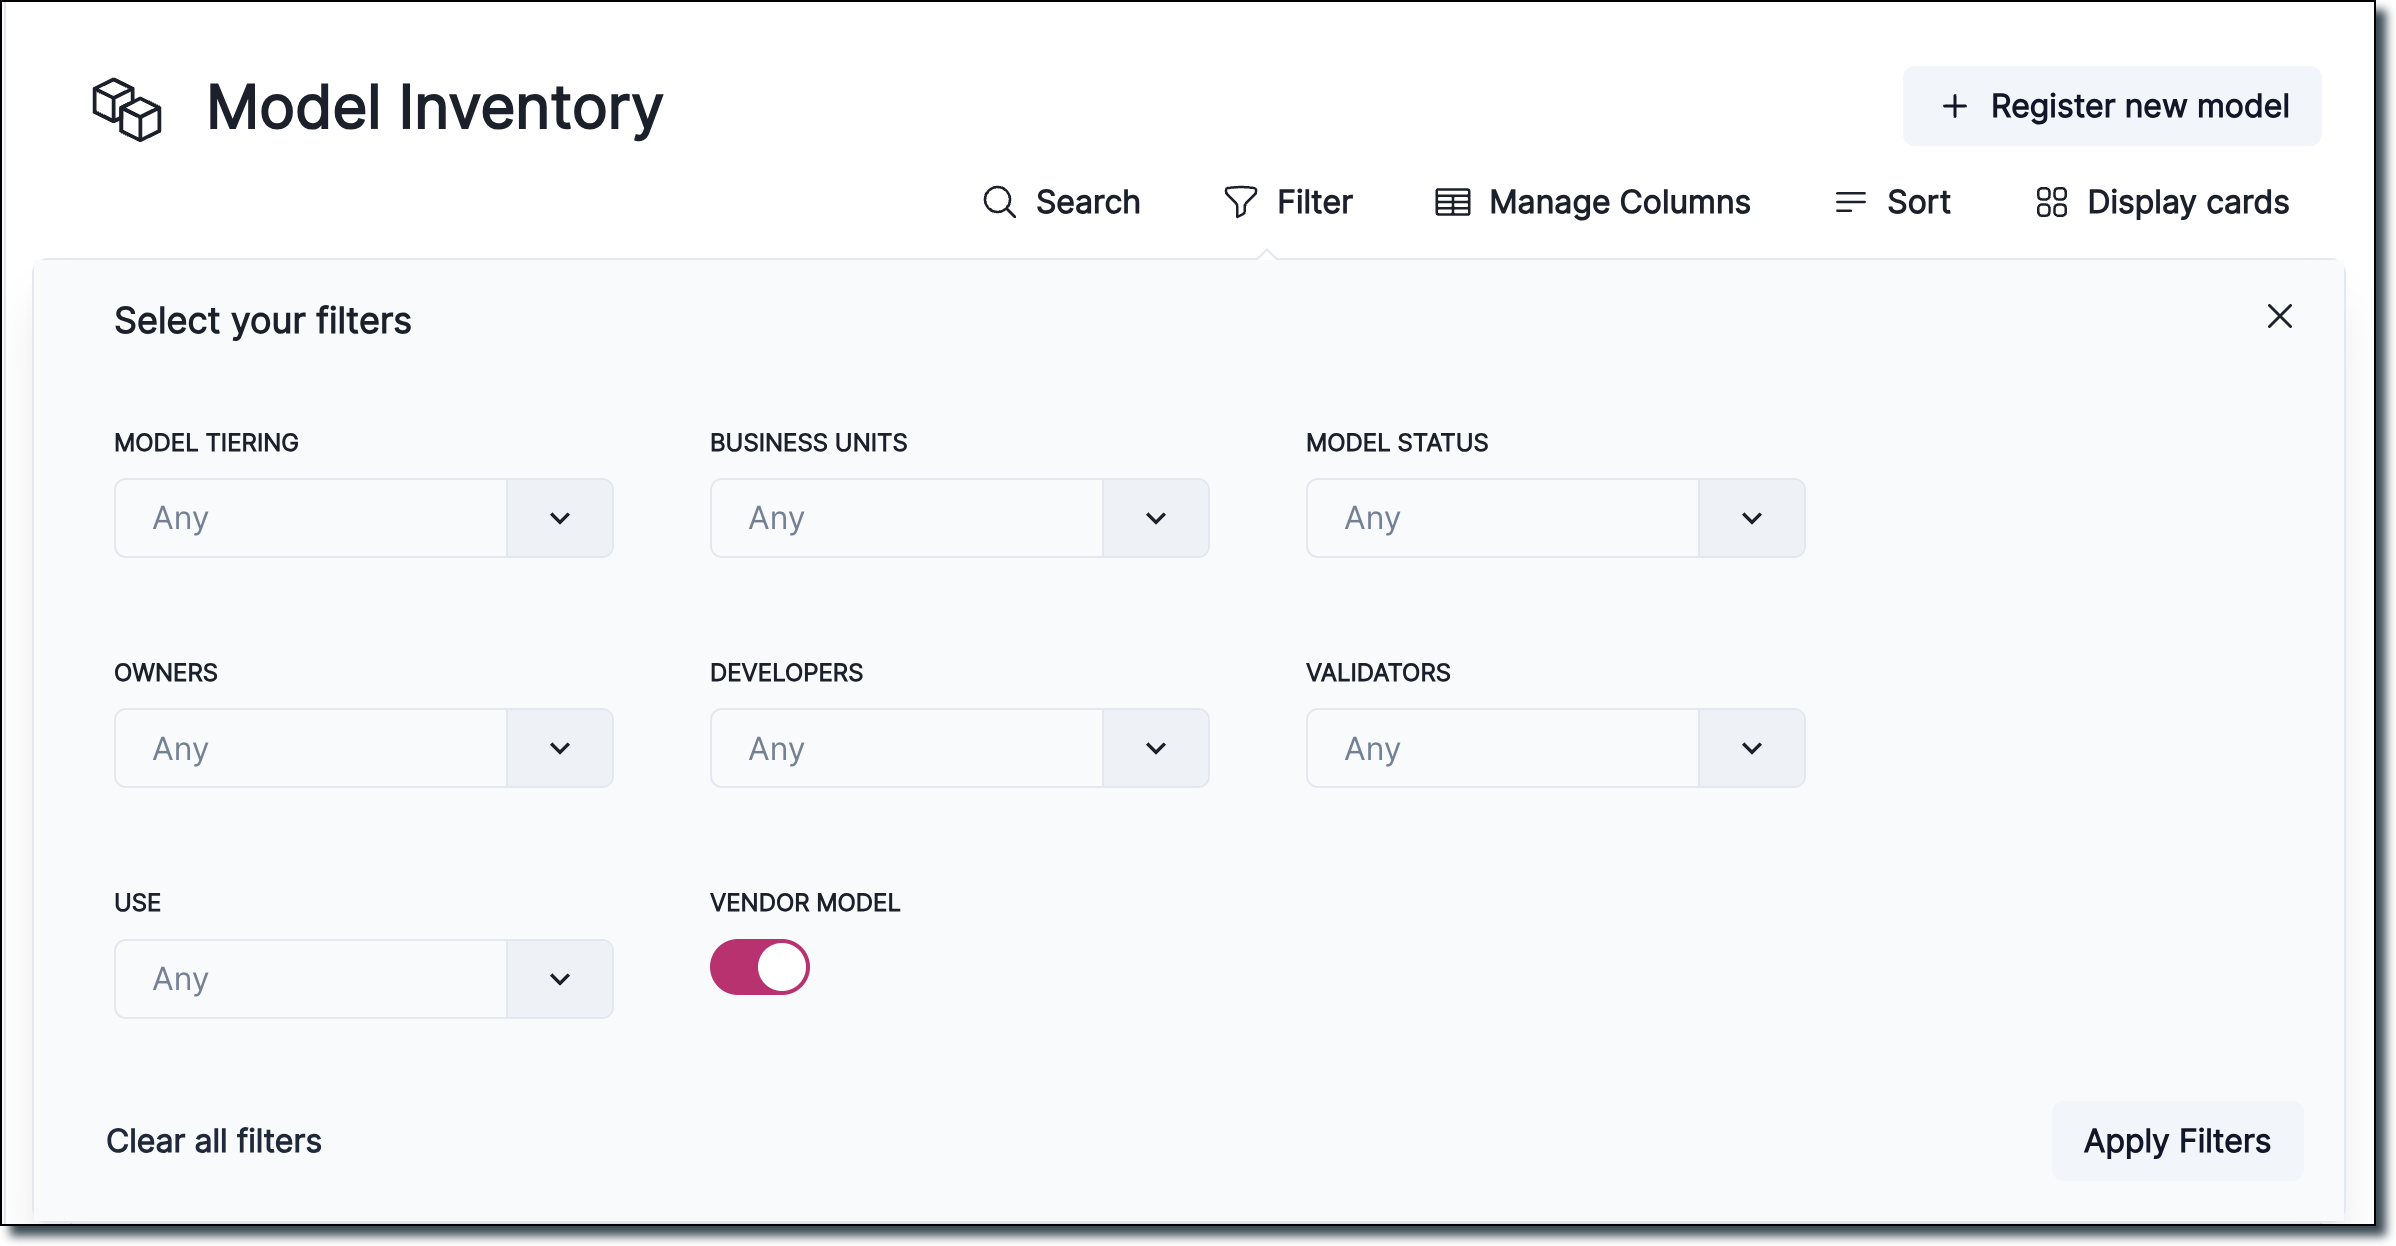 Model Inventory
Register new model
Search Filter Manage Columns Sort Display cards
Select your filters
MODEL TIERING BUSINESS UNITS MODEL STATUS
Any Any Any
OWNERS DEVELOPERS VALIDATORS
Any Any Any
USE VENDOR MODEL
Any
Clear all filters Apply Filters